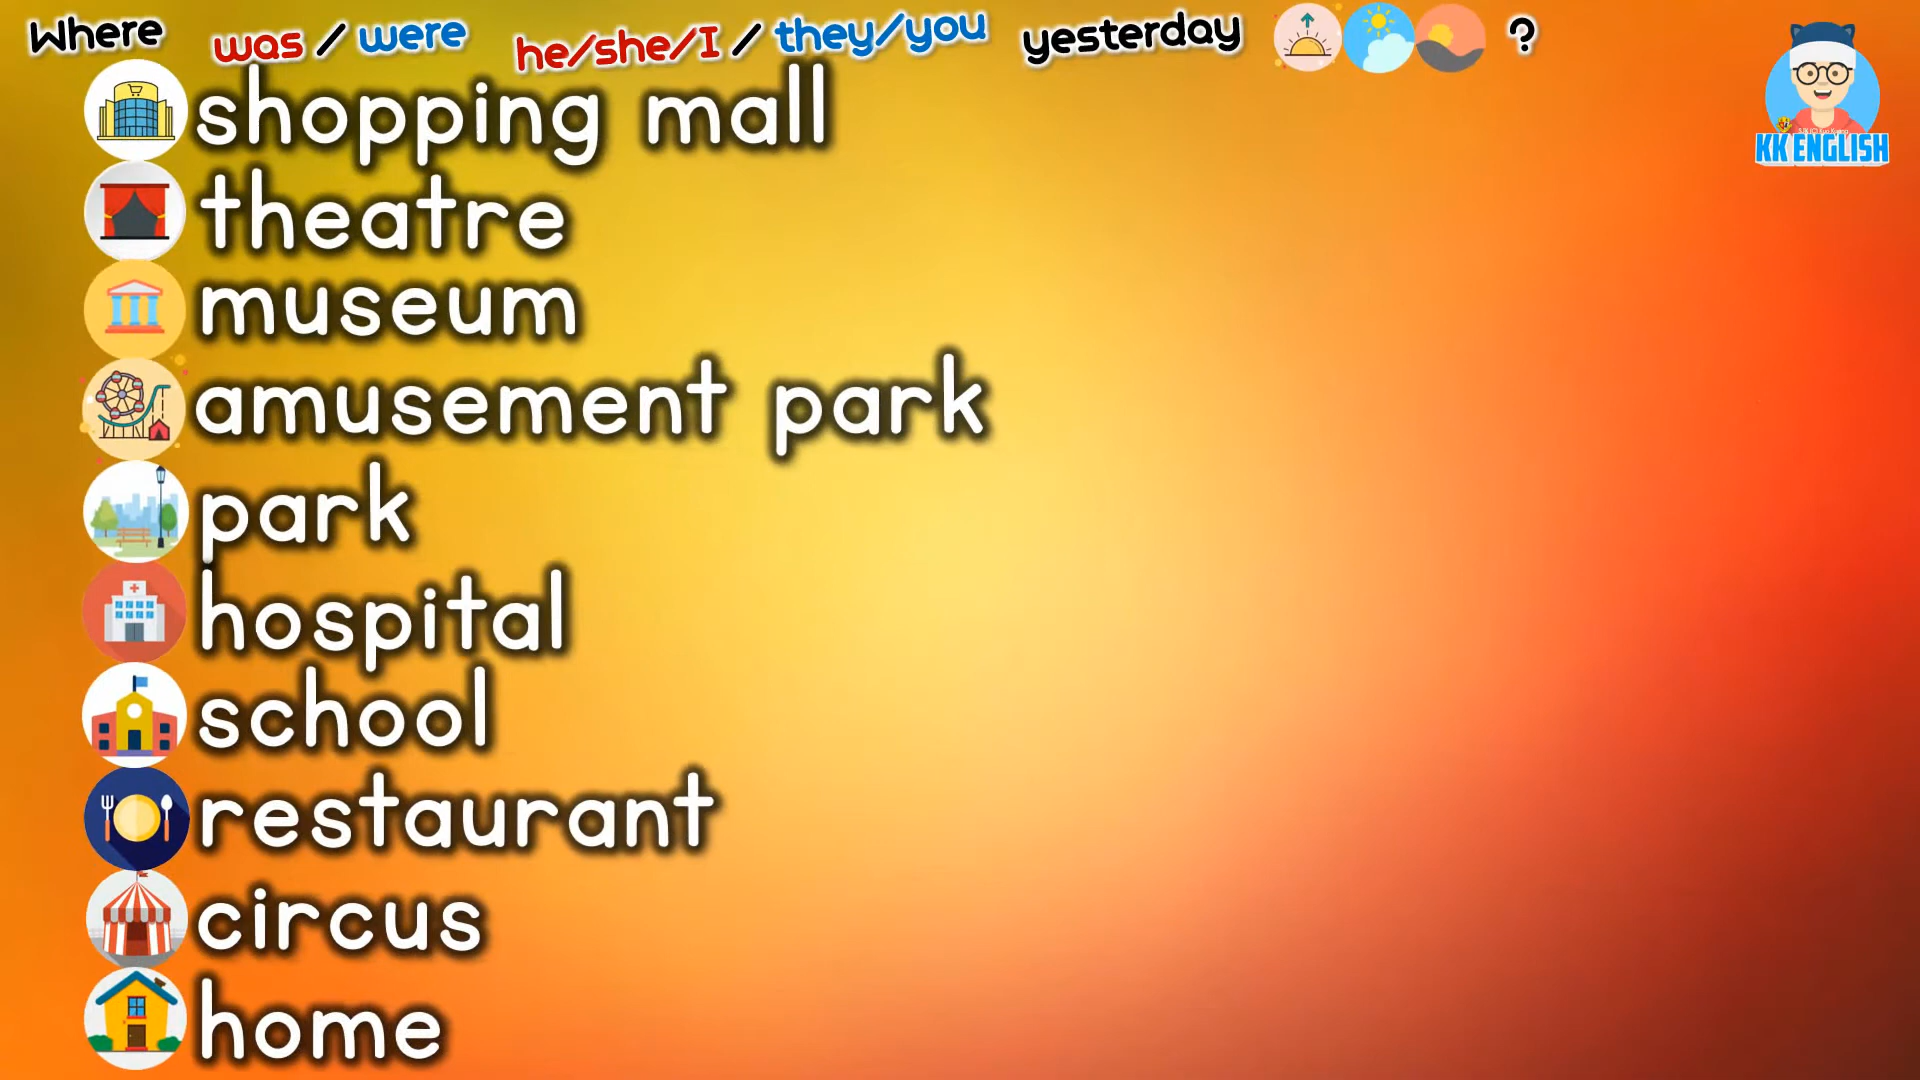 Where was / were he/she/I / they/you yesterday ?
shopping mall
theatre
museum
amusement park
park
hospital
school
restaurant
circus
home
KK ENGLISH